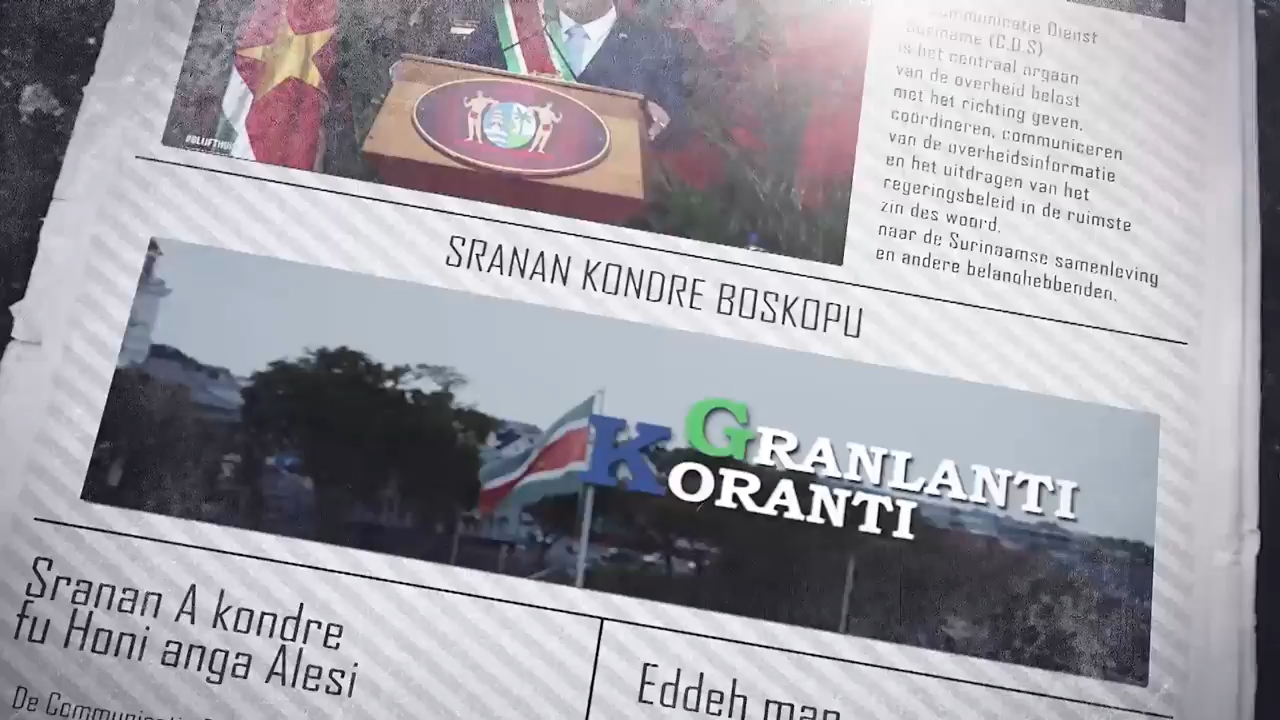 Communicatie Dienst
Suriname (C.D.S)
is het centraal orgaan
van de overheid belast
met het richting geven,
coördineren, communiceren
van de overheidsinformatie
en het uitdragen van het
regeringsbeleid in de ruimste
zin des woord,
naar de Surinaamse samenleving
en andere belanghebbenden.
SRANAN KONDRE BOSKOPU
GRANLANTI
KORANTI
Sranan A kondre
fu Honi anga Alesi
De
Eddeh man